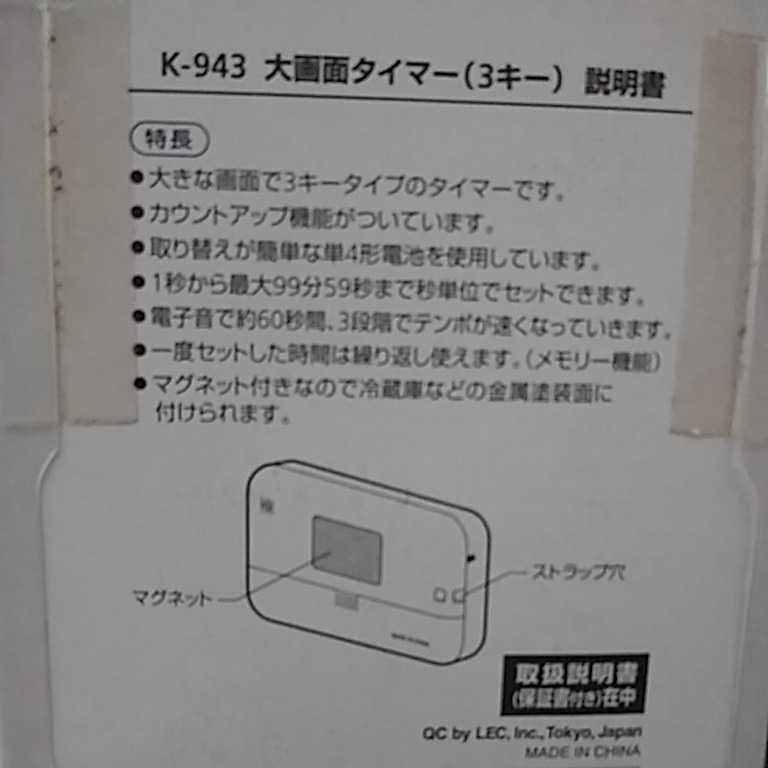 K-943 大画面タイマー(3キー) 説明書
特長
●大きな画面で3キータイプのタイマーです。
●カウントアップ機能がついています。
●取り替えが簡単な単4形電池を使用しています。
●1秒から最大99分59秒まで秒単位でセットできます。
●電子音で約60秒間、3段階でテンポが速くなっていきます。
●一度セットした時間は繰り返し使えます。(メモリー機能)
●マグネット付きなので冷蔵庫などの金属塗装面に
付けられます。
ストラップ穴
マグネット
取扱説明書
(保証書付き)在中
QC by LEC, Inc., Tokyo, Japan
MADE IN CHINA